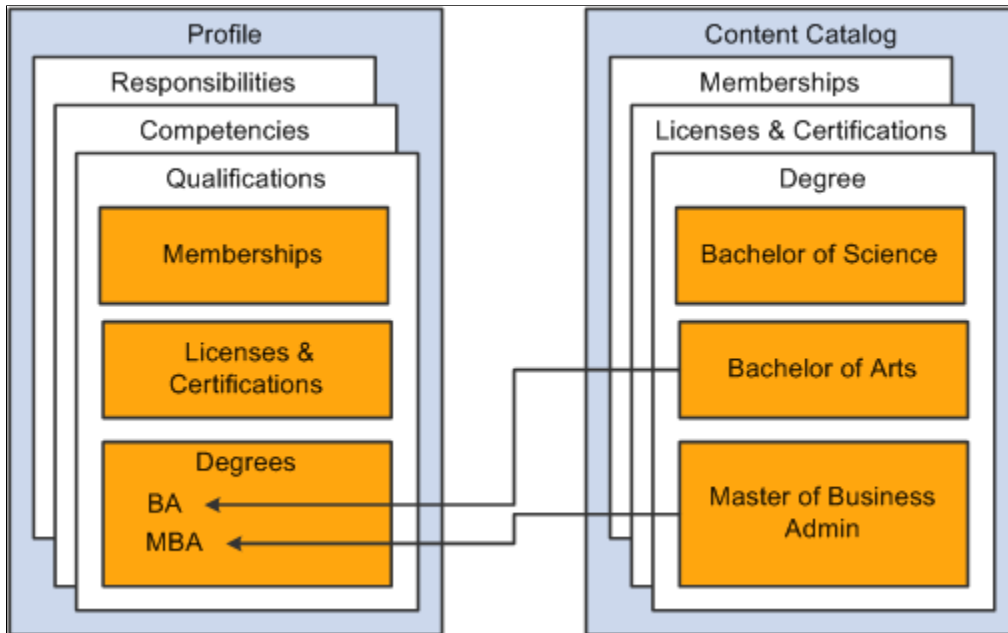 Profile
Responsibilities
Competencies
Qualifications
Memberships
Licenses &
Certifications
Degrees
BA
MBA
Content Catalog
Memberships
Licenses & Certifications
Degree
Bachelor of Science
Bachelor of Arts
Master of Business
Admin